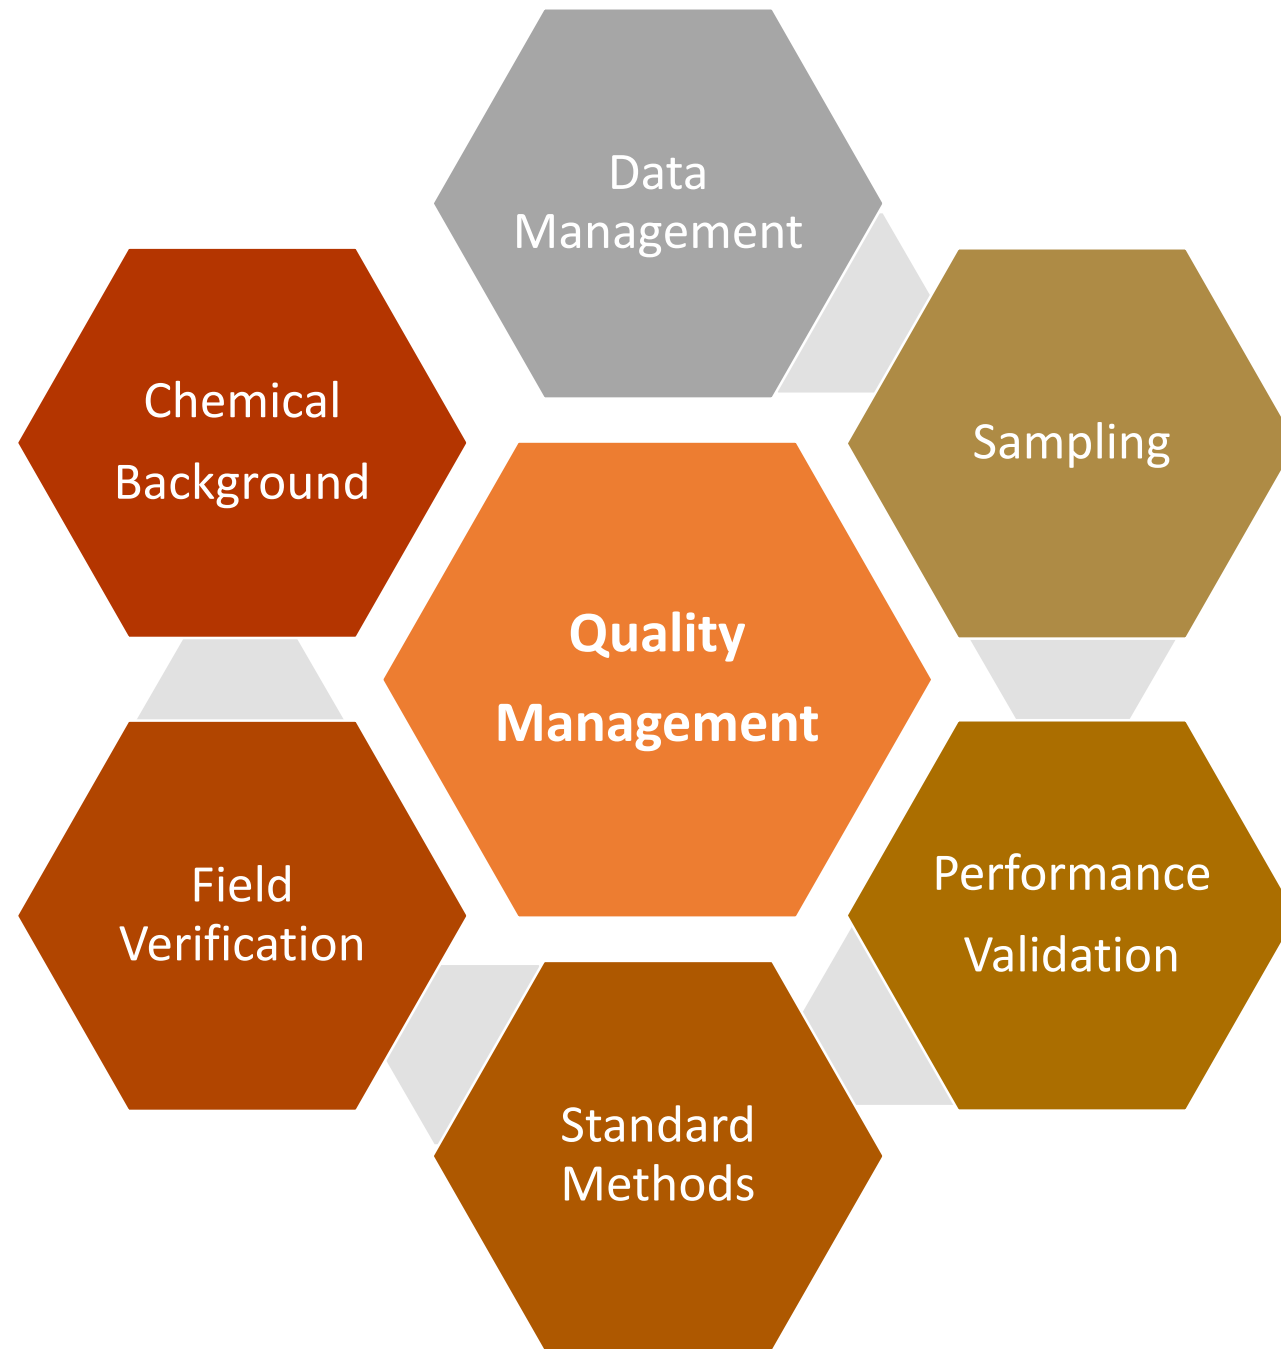 Data
Management
Sampling
Chemical
Background
Quality
Management
Performance
Validation
Field
Verification
Standard
Methods